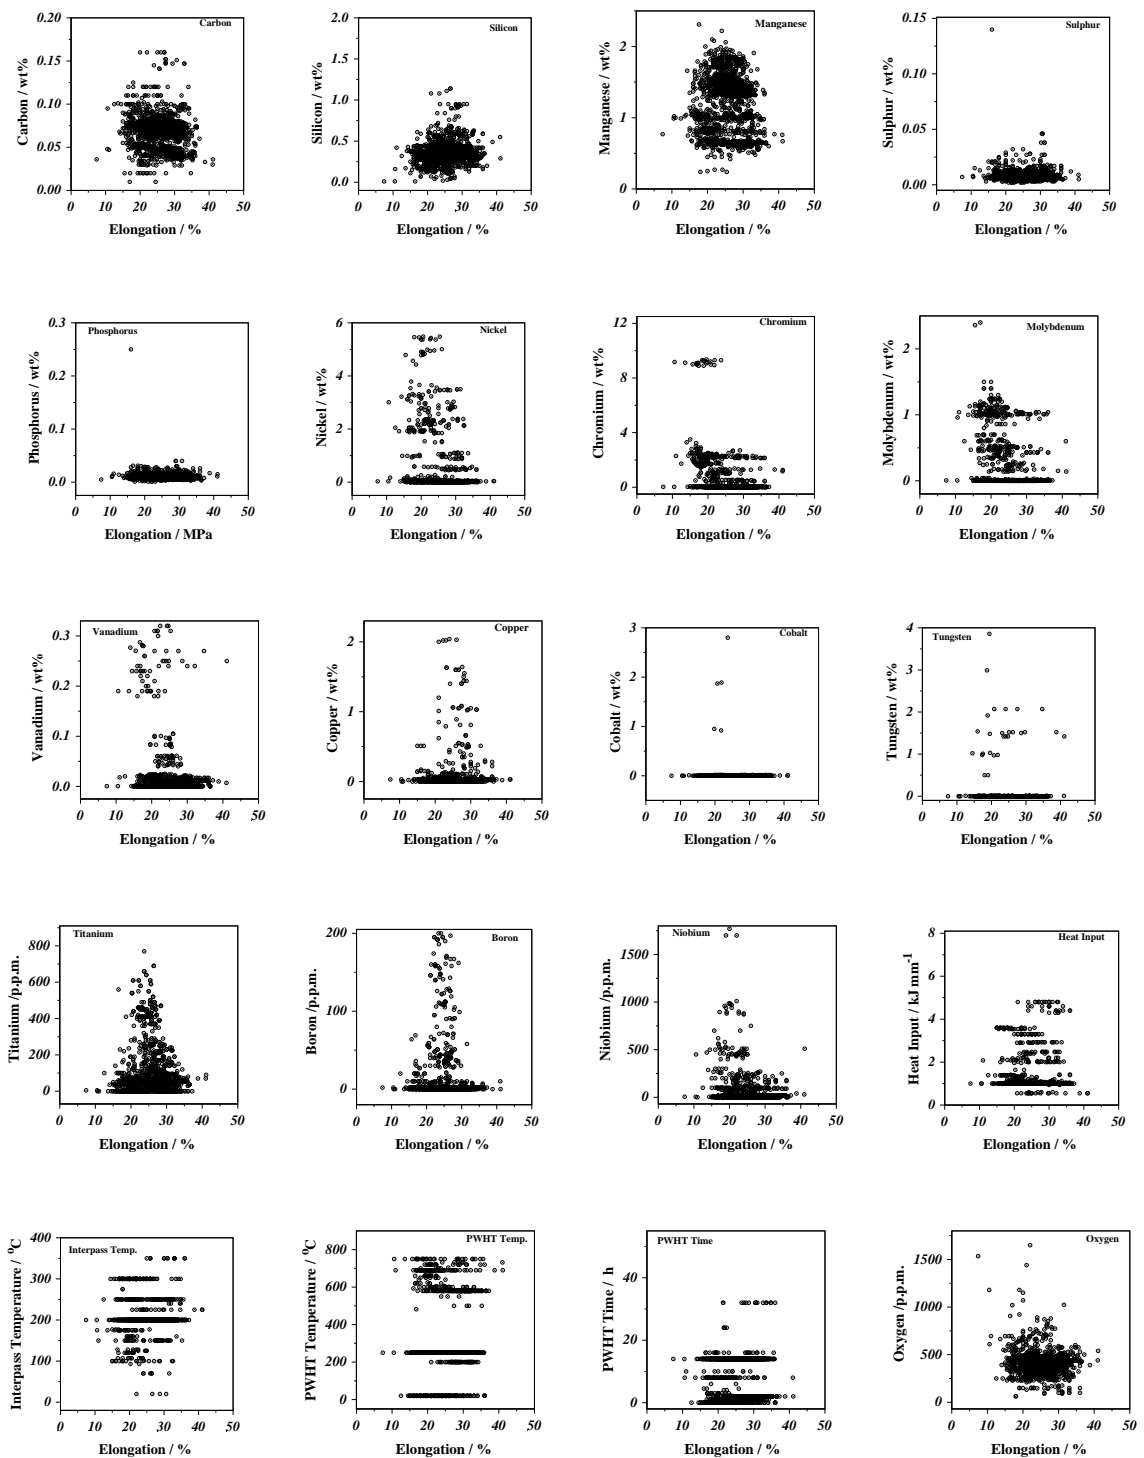 Carbon
Carbon / wt%
0.20
0.15
0.10
0.05
0.00
0 10 20 30 40 50
Elongation / %
Silicon
Silicon / wt%
2.0
1.5
1.0
0.5
0.0
0 10 20 30 40 50
Elongation / %
Manganese
Manganese / wt%
2
1
0
0 10 20 30 40 50
Elongation / %
Sulphur
Sulphur / wt%
0.15
0.10
0.05
0.00
0 10 20 30 40 50
Elongation / %
Phosphorus
Phosphorus / wt%
0.3
0.2
0.1
0.0
0 10 20 30 40 50
Elongation / MPa
Nickel
Nickel / wt%
6
4
2
0
0 10 20 30 40 50
Elongation / %
Chromium
Chromium / wt%
12
8
4
0
0 10 20 30 40 50
Elongation / %
Molybdenum
Molybdenum / wt%
2
1
0
0 10 20 30 40 50
Elongation / %
Vanadium
Vanadium / wt%
0.3
0.2
0.1
0.0
0 10 20 30 40 50
Elongation / %
Copper
Copper / wt%
2
1
0
0 10 20 30 40 50
Elongation / %
Cobalt
Cobalt / wt%
3
2
1
0
0 10 20 30 40 50
Elongation / %
Tungsten
Tungsten / wt%
4
3
2
1
0
0 10 20 30 40 50
Elongation / %
Titanium
Titanium /p.p.m.
800
600
400
200
0
0 10 20 30 40 50
Elongation / %
Boron
Boron /p.p.m.
200
100
0
0 10 20 30 40 50
Elongation / %
Niobium
Niobium /p.p.m.
1500
1000
500
0
0 10 20 30 40 50
Elongation / %
Heat Input
Heat Input / kJ mm-1
8
6
4
2
0
0 10 20 30 40 50
Elongation / %
Interpass Temp.
Interpass Temperature / °C
400
300
200
100
0
0 10 20 30 40 50
Elongation / %
PWHT Temp.
PWHT Temperature / °C
800
600
400
200
0
0 10 20 30 40 50
Elongation / %
PWHT Time
PWHT Time / h
40
20
0
0 10 20 30 40 50
Elongation / %
Oxygen
Oxygen /p.p.m.
1500
1000
500
0
0 10 20 30 40 50
Elongation / %